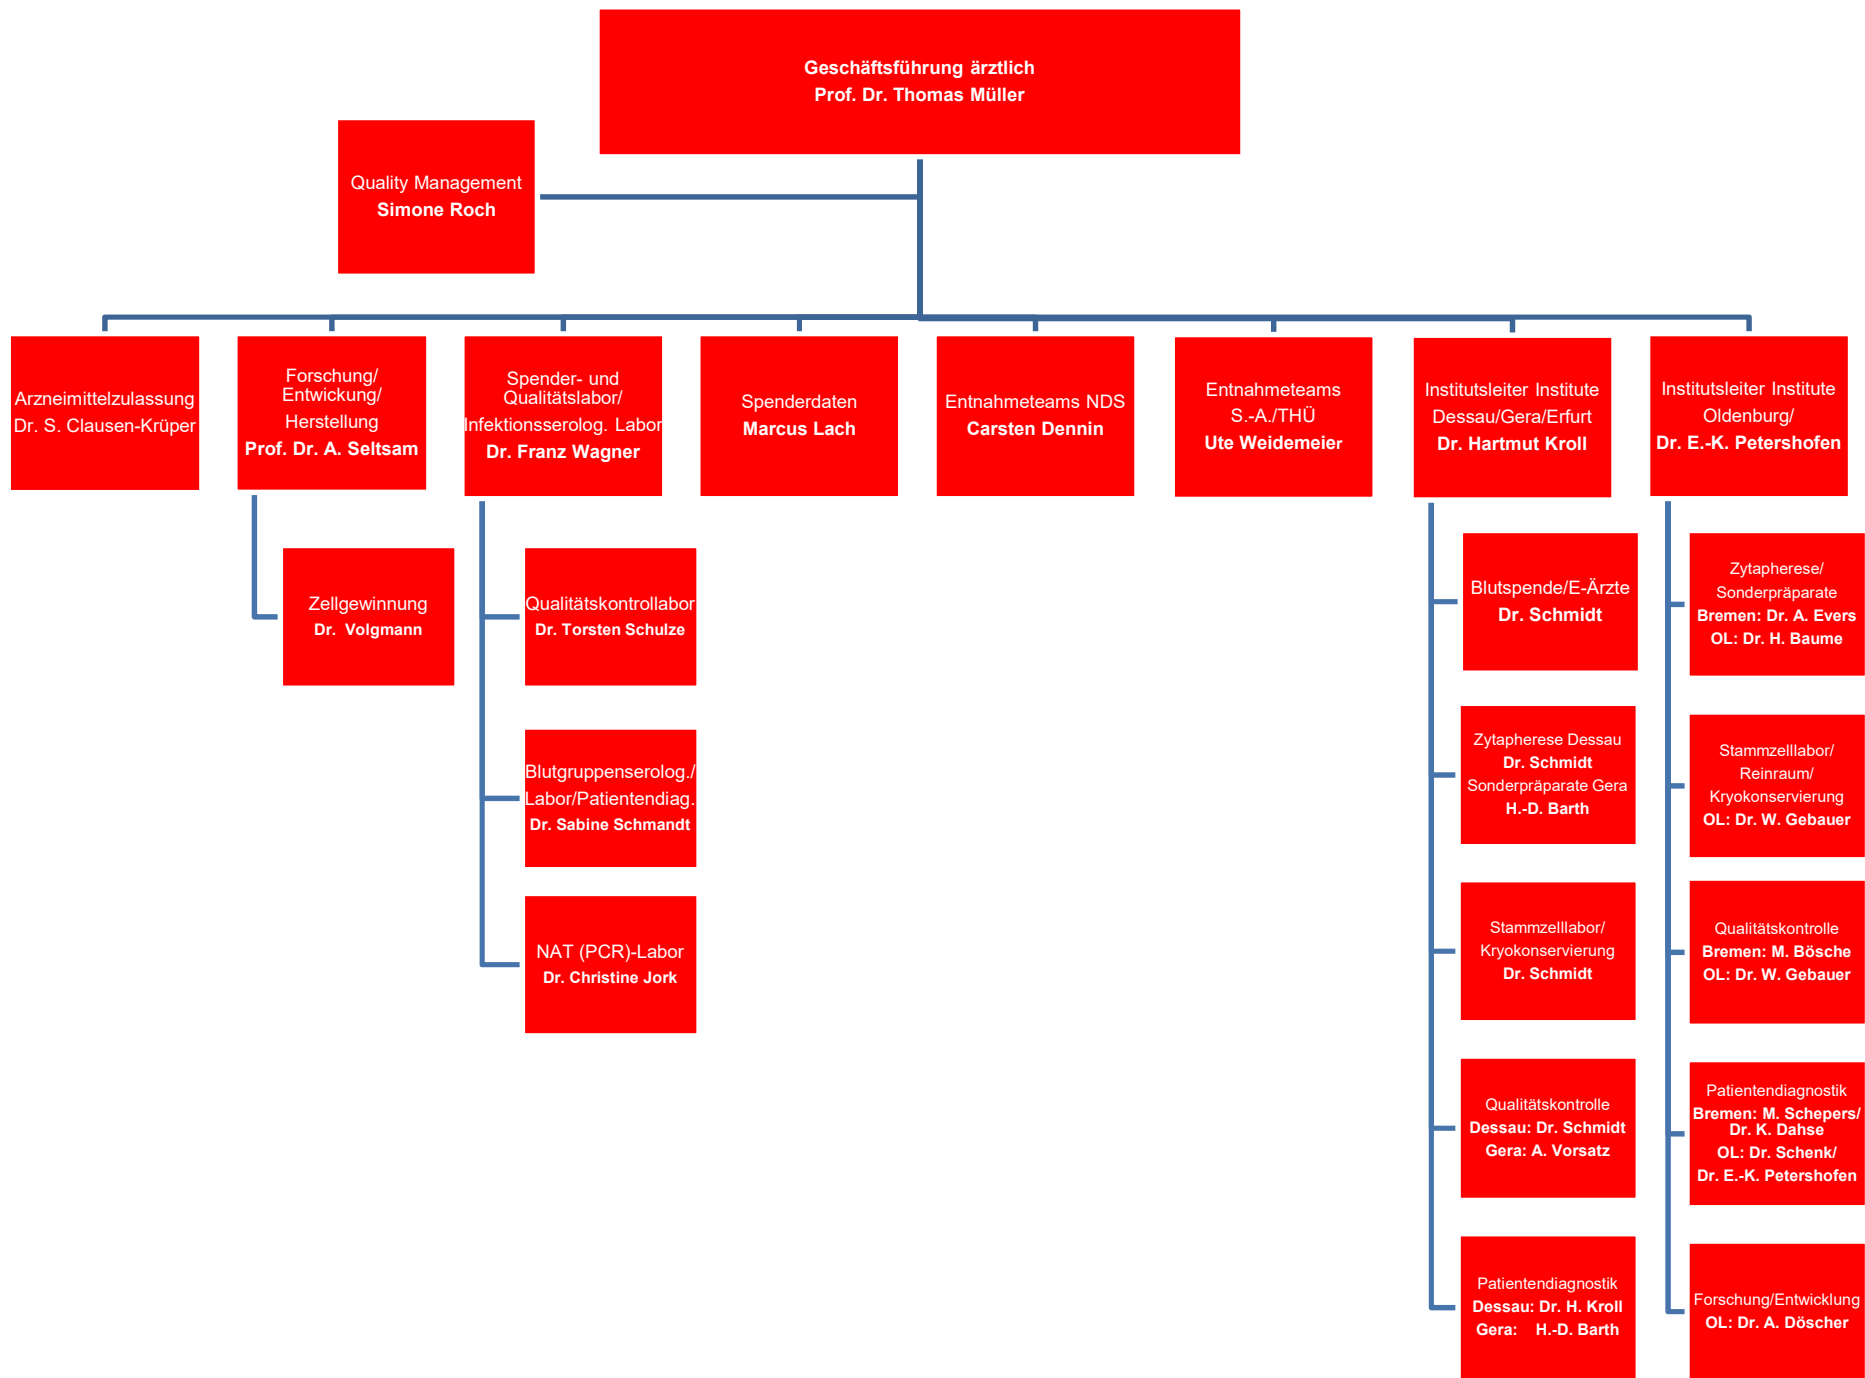 Geschäftsführung ärztlich
Prof. Dr. Thomas Müller
Quality Management
Simone Roch
Arzneimittelzulassung
Dr. S. Clausen-Krüper
Forschung/
Entwickung/
Herstellung
Prof. Dr. A. Seltsam
Spender- und
Qualitätslabor/
Infektionsserolog. Labor
Dr. Franz Wagner
Spenderdaten
Marcus Lach
Entnahmeteams NDS
Carsten Dennin
Entnahmeteams
S.-A./THÜ
Ute Weidemeier
Institutsleiter Institute
Dessau/Gera/Erfurt
Dr. Hartmut Kroll
Institutsleiter Institute
Oldenburg/
Dr. E.-K. Petershofen
Zellgewinnung
Dr. Volgmann
Qualitätskontrollabor
Dr. Torsten Schulze
Blutgruppenserolog./
Labor/Patientendiag.
Dr. Sabine Schmandt
NAT (PCR)-Labor
Dr. Christine Jork
Blutspende/E-Ärzte
Dr. Schmidt
Zytapherese Dessau
Dr. Schmidt
Sonderpräparate Gera
H.-D. Barth
Stammzelllabor/
Kryokonservierung
Dr. Schmidt
Qualitätskontrolle
Dessau: Dr. Schmidt
Gera: A. Vorsatz
Patientendiagnostik
Dessau: Dr. H. Kroll
Gera: H.-D. Barth
Zytapherese/
Sonderpräparate
Bremen: Dr. A. Evers
OL: Dr. H. Baume
Stammzelllabor/
Reinraum/
Kryokonservierung
OL: Dr. W. Gebauer
Qualitätskontrolle
Bremen: M. Bösche
OL: Dr. W. Gebauer
Patientendiagnostik
Bremen: M. Schepers/
Dr. K. Dahse
OL: Dr. Schenk/
Dr. E.-K. Petershofen
Forschung/Entwicklung
OL: Dr. A. Döscher